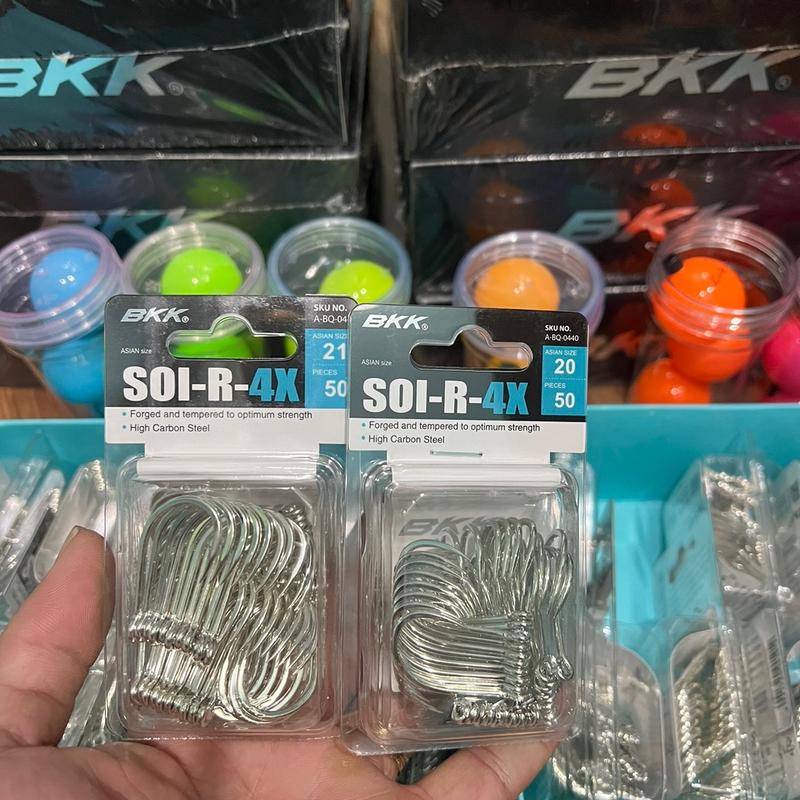 BKK®
BKK
BKK
BKK
BKK®
SKU NO.
A-BQ-04
ASIAN size
ASIAN SIZE
21
SOI-R-4X
PIECES
50
• Forged and tempered to optimum strength
• High Carbon Steel
BKK®
SKU NO.
A-BQ-0440
ASIAN size
ASIAN SIZE
20
SOI-R-4X
PIECES
50
• Forged and tempered to optimum strength
• High Carbon Steel
BKK